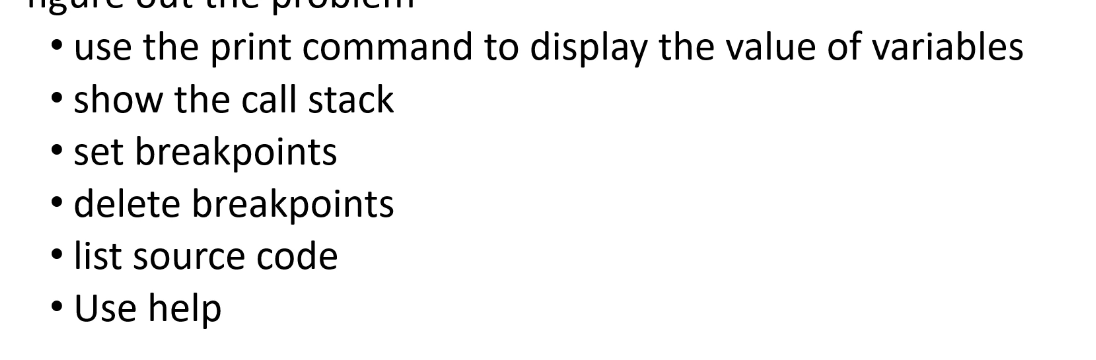 figure out the problem
• use the print command to display the value of variables
• show the call stack
• set breakpoints
• delete breakpoints
• list source code
• Use help